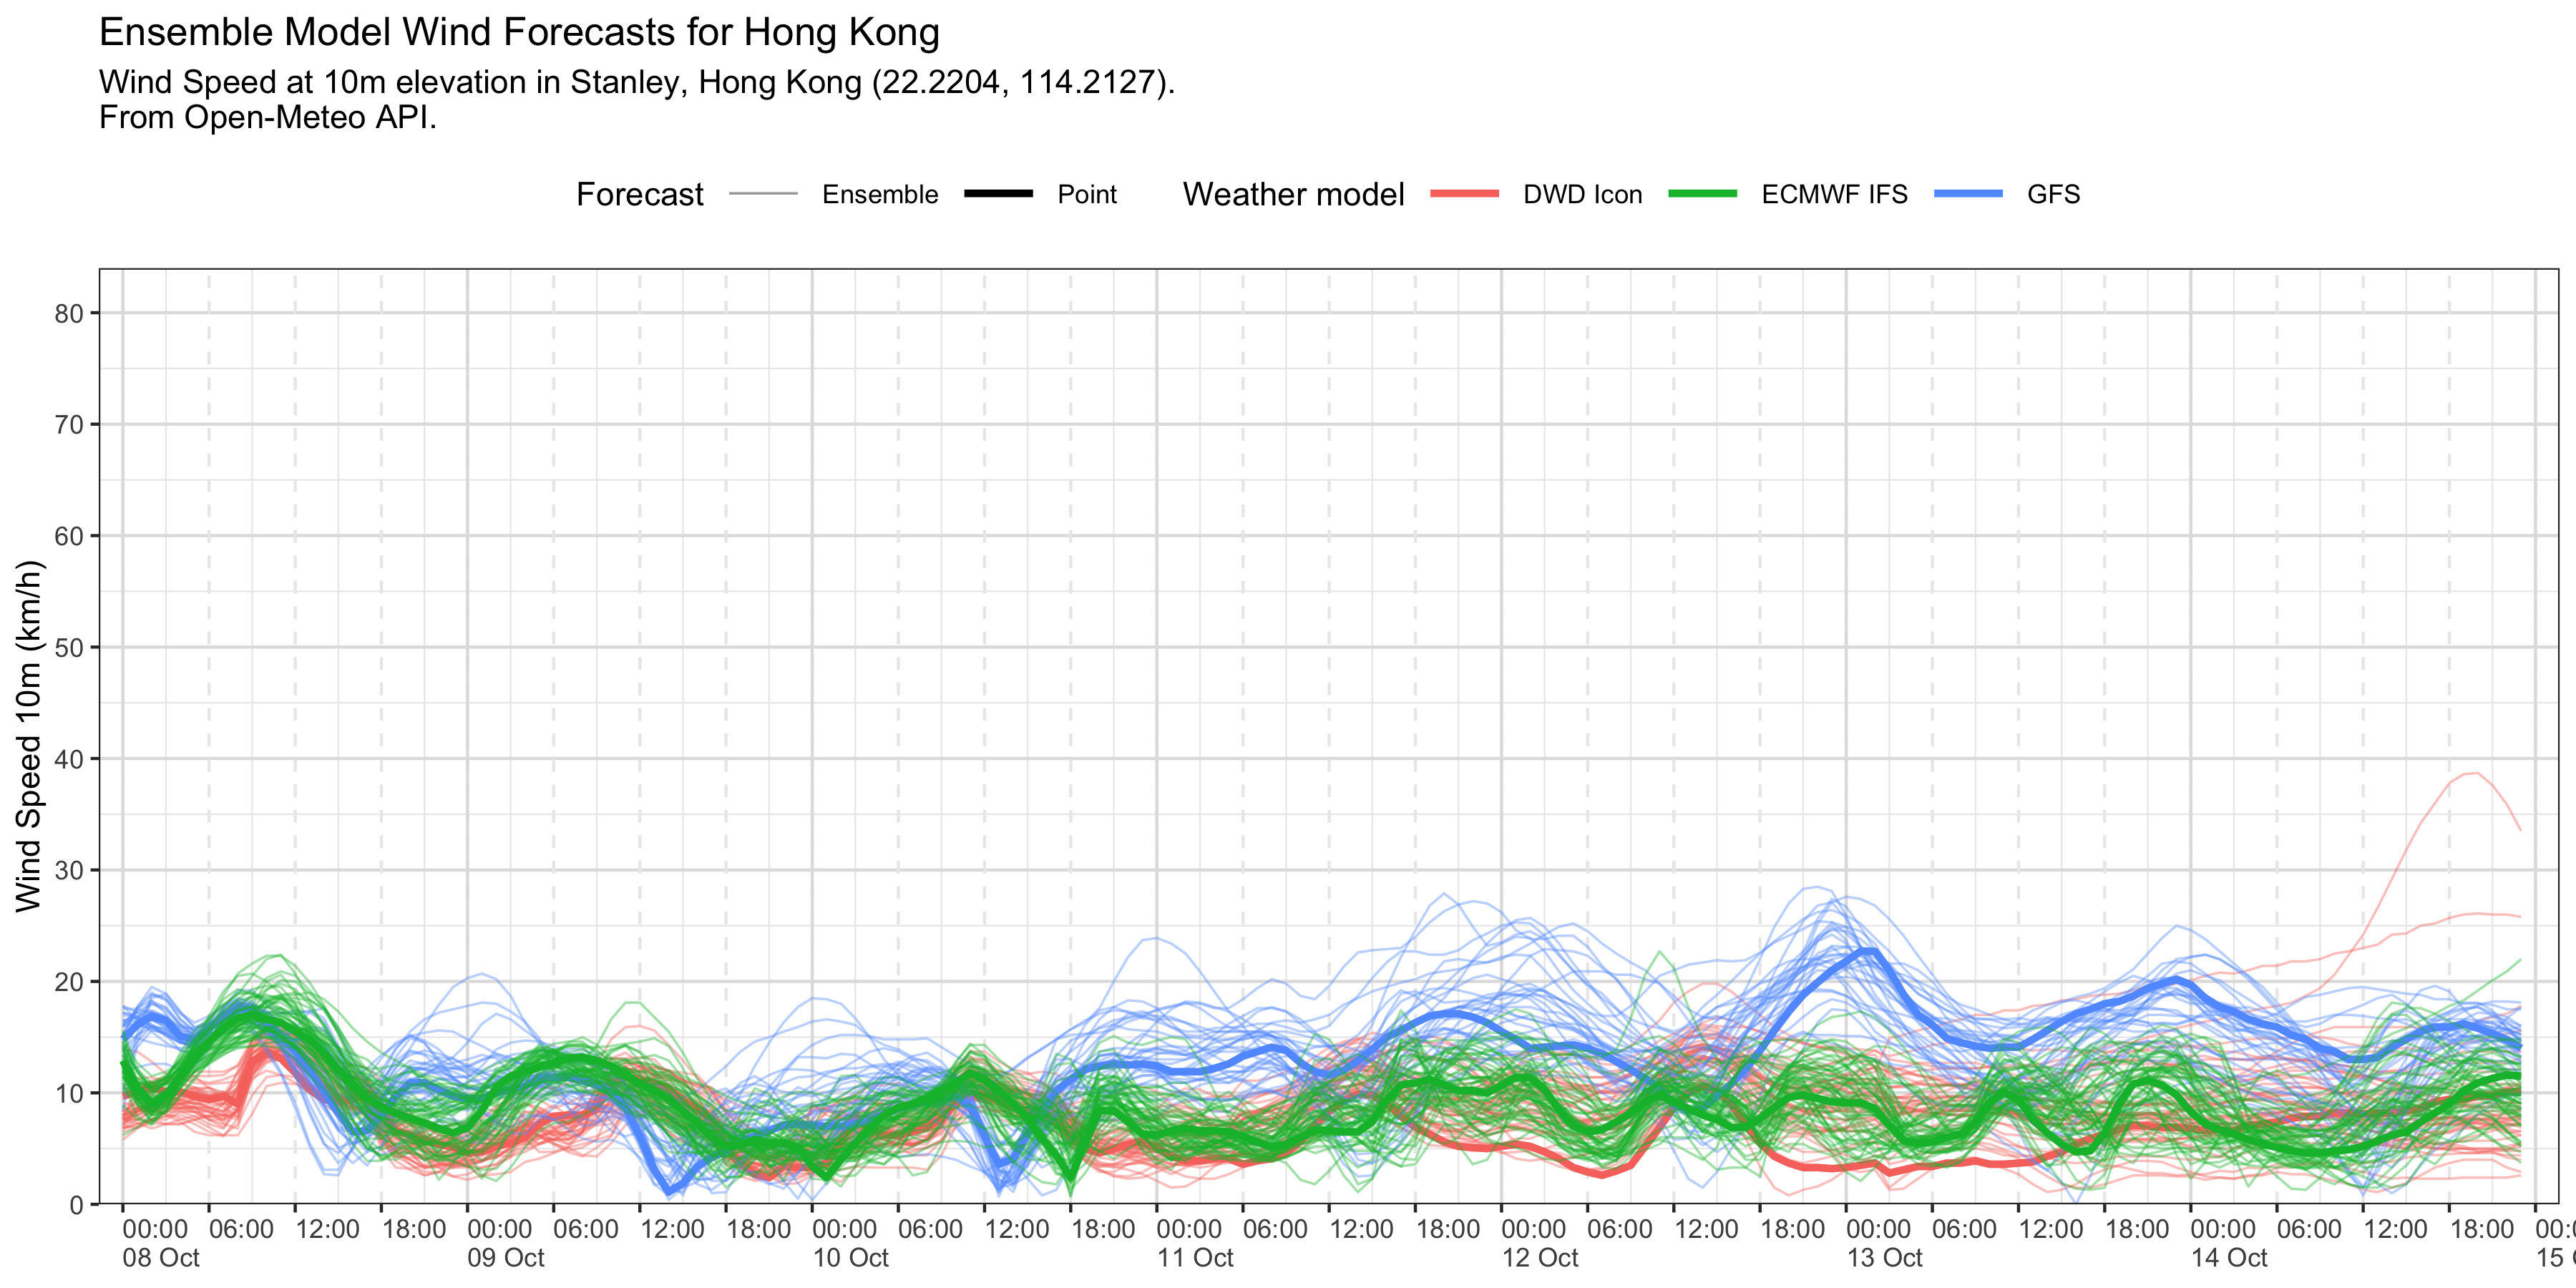 Ensemble Model Wind Forecasts for Hong Kong
Wind Speed at 10m elevation in Stanley, Hong Kong (22.2204, 114.2127).
From Open-Meteo API.
Forecast Ensemble Point Weather model DWD Icon ECMWF IFS GFS
Wind Speed 10m (km/h)
80
70
60
50
40
30
20
10
0
00:00 06:00 12:00 18:00 00:00 06:00 12:00 18:00 00:00 06:00 12:00 18:00 00:00 06:00 12:00 18:00 00:00 06:00 12:00 18:00 00:00 06:00 12:00 18:00 00:00 06:00 12:00 18:00
08 Oct 09 Oct 10 Oct 11 Oct 12 Oct 13 Oct 14 Oct 15